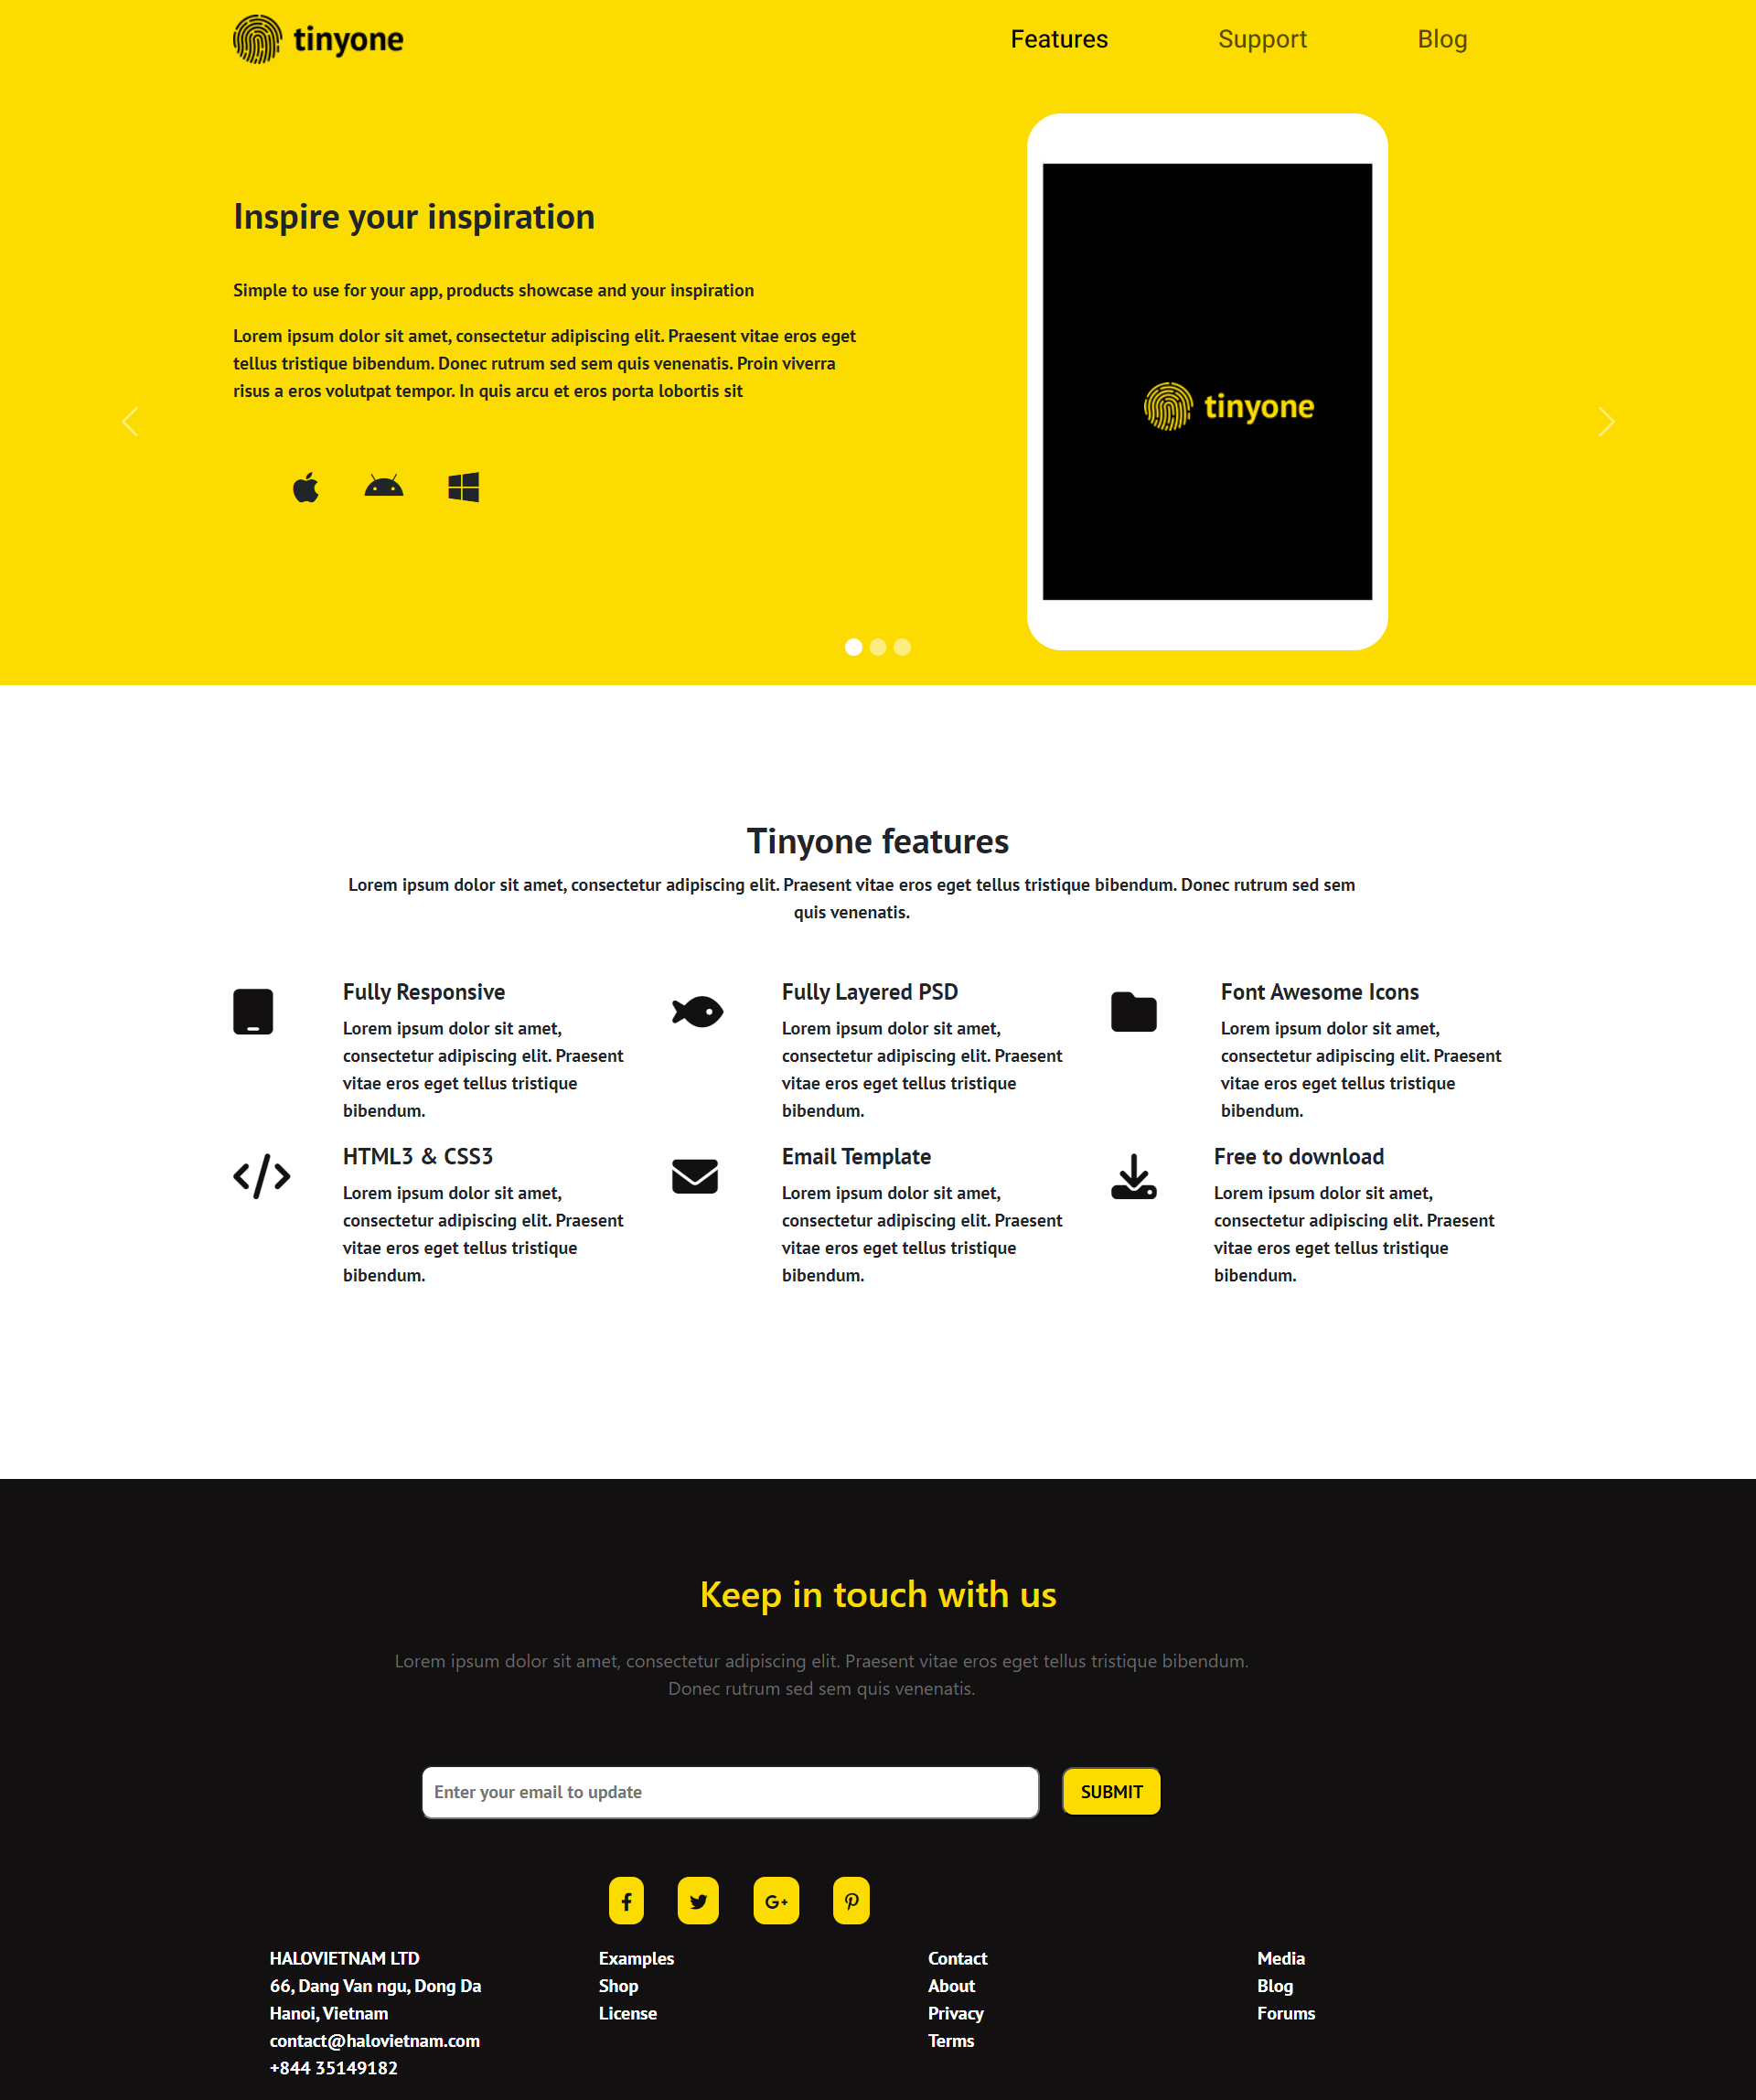 tinyone
Features
Support
Blog
Inspire your inspiration
Simple to use for your app, products showcase and your inspiration
Lorem ipsum dolor sit amet, consectetur adipiscing elit. Praesent vitae eros eget
tellus tristique bibendum. Donec rutrum sed sem quis venenatis. Proin viverra
risus a eros volutpat tempor. In quis arcu et eros porta lobortis sit
tinyone
Tinyone features
Lorem ipsum dolor sit amet, consectetur adipiscing elit. Praesent vitae eros eget tellus tristique bibendum. Donec rutrum sed sem
quis venenatis.
Fully Responsive
Lorem ipsum dolor sit amet,
consectetur adipiscing elit. Praesent
vitae eros eget tellus tristique
bibendum.
Fully Layered PSD
Lorem ipsum dolor sit amet,
consectetur adipiscing elit. Praesent
vitae eros eget tellus tristique
bibendum.
Font Awesome Icons
Lorem ipsum dolor sit amet,
consectetur adipiscing elit. Praesent
vitae eros eget tellus tristique
bibendum.
HTML3 & CSS3
Lorem ipsum dolor sit amet,
consectetur adipiscing elit. Praesent
vitae eros eget tellus tristique
bibendum.
Email Template
Lorem ipsum dolor sit amet,
consectetur adipiscing elit. Praesent
vitae eros eget tellus tristique
bibendum.
Free to download
Lorem ipsum dolor sit amet,
consectetur adipiscing elit. Praesent
vitae eros eget tellus tristique
bibendum.
Keep in touch with us
Lorem ipsum dolor sit amet, consectetur adipiscing elit. Praesent vitae eros eget tellus tristique bibendum.
Donec rutrum sed sem quis venenatis.
Enter your email to update
SUBMIT
HALOVIETNAM LTD
66, Dang Van ngu, Dong Da
Hanoi, Vietnam
contact@halovietnam.com
+844 35149182
Examples
Shop
License
Contact
About
Privacy
Terms
Media
Blog
Forums